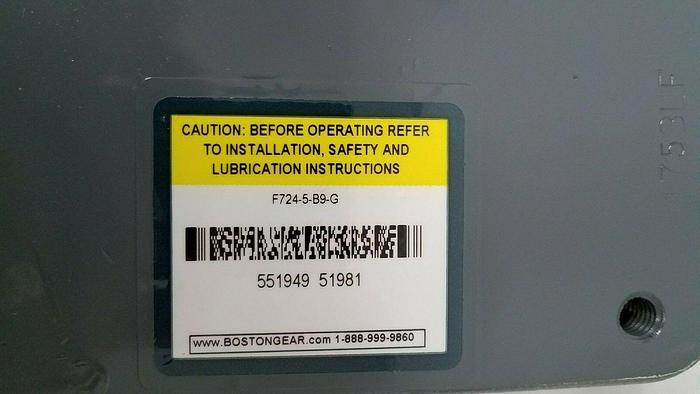 CAUTION: BEFORE OPERATING REFER
TO INSTALLATION, SAFETY AND
LUBRICATION INSTRUCTIONS
F724-5-B9-G
551949 51981
www.BOSTONGEAR.com 1-888-999-9860